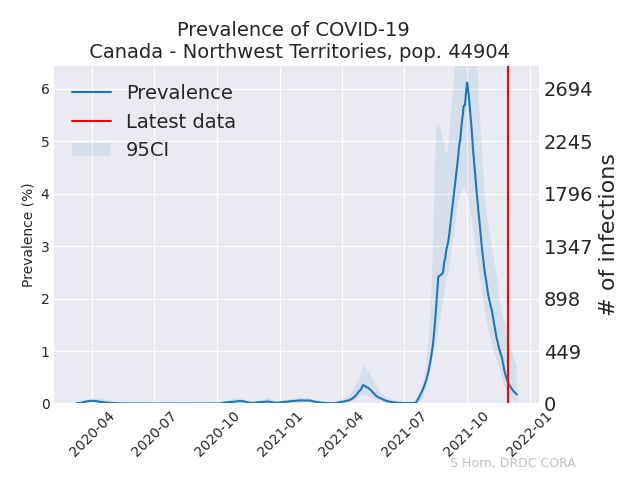 Prevalence of COVID-19
Canada - Northwest Territories, pop. 44904
Prevalence
Latest data
95CI
Prevalence (%)
6
5
4
3
2
1
0
2694
2245
1796
1347
898
449
0
# of infections
2020-04
2020-07
2020-10
2021-01
2021-04
2021-07
2021-10
2022-01
S Horn, DRDC CORA